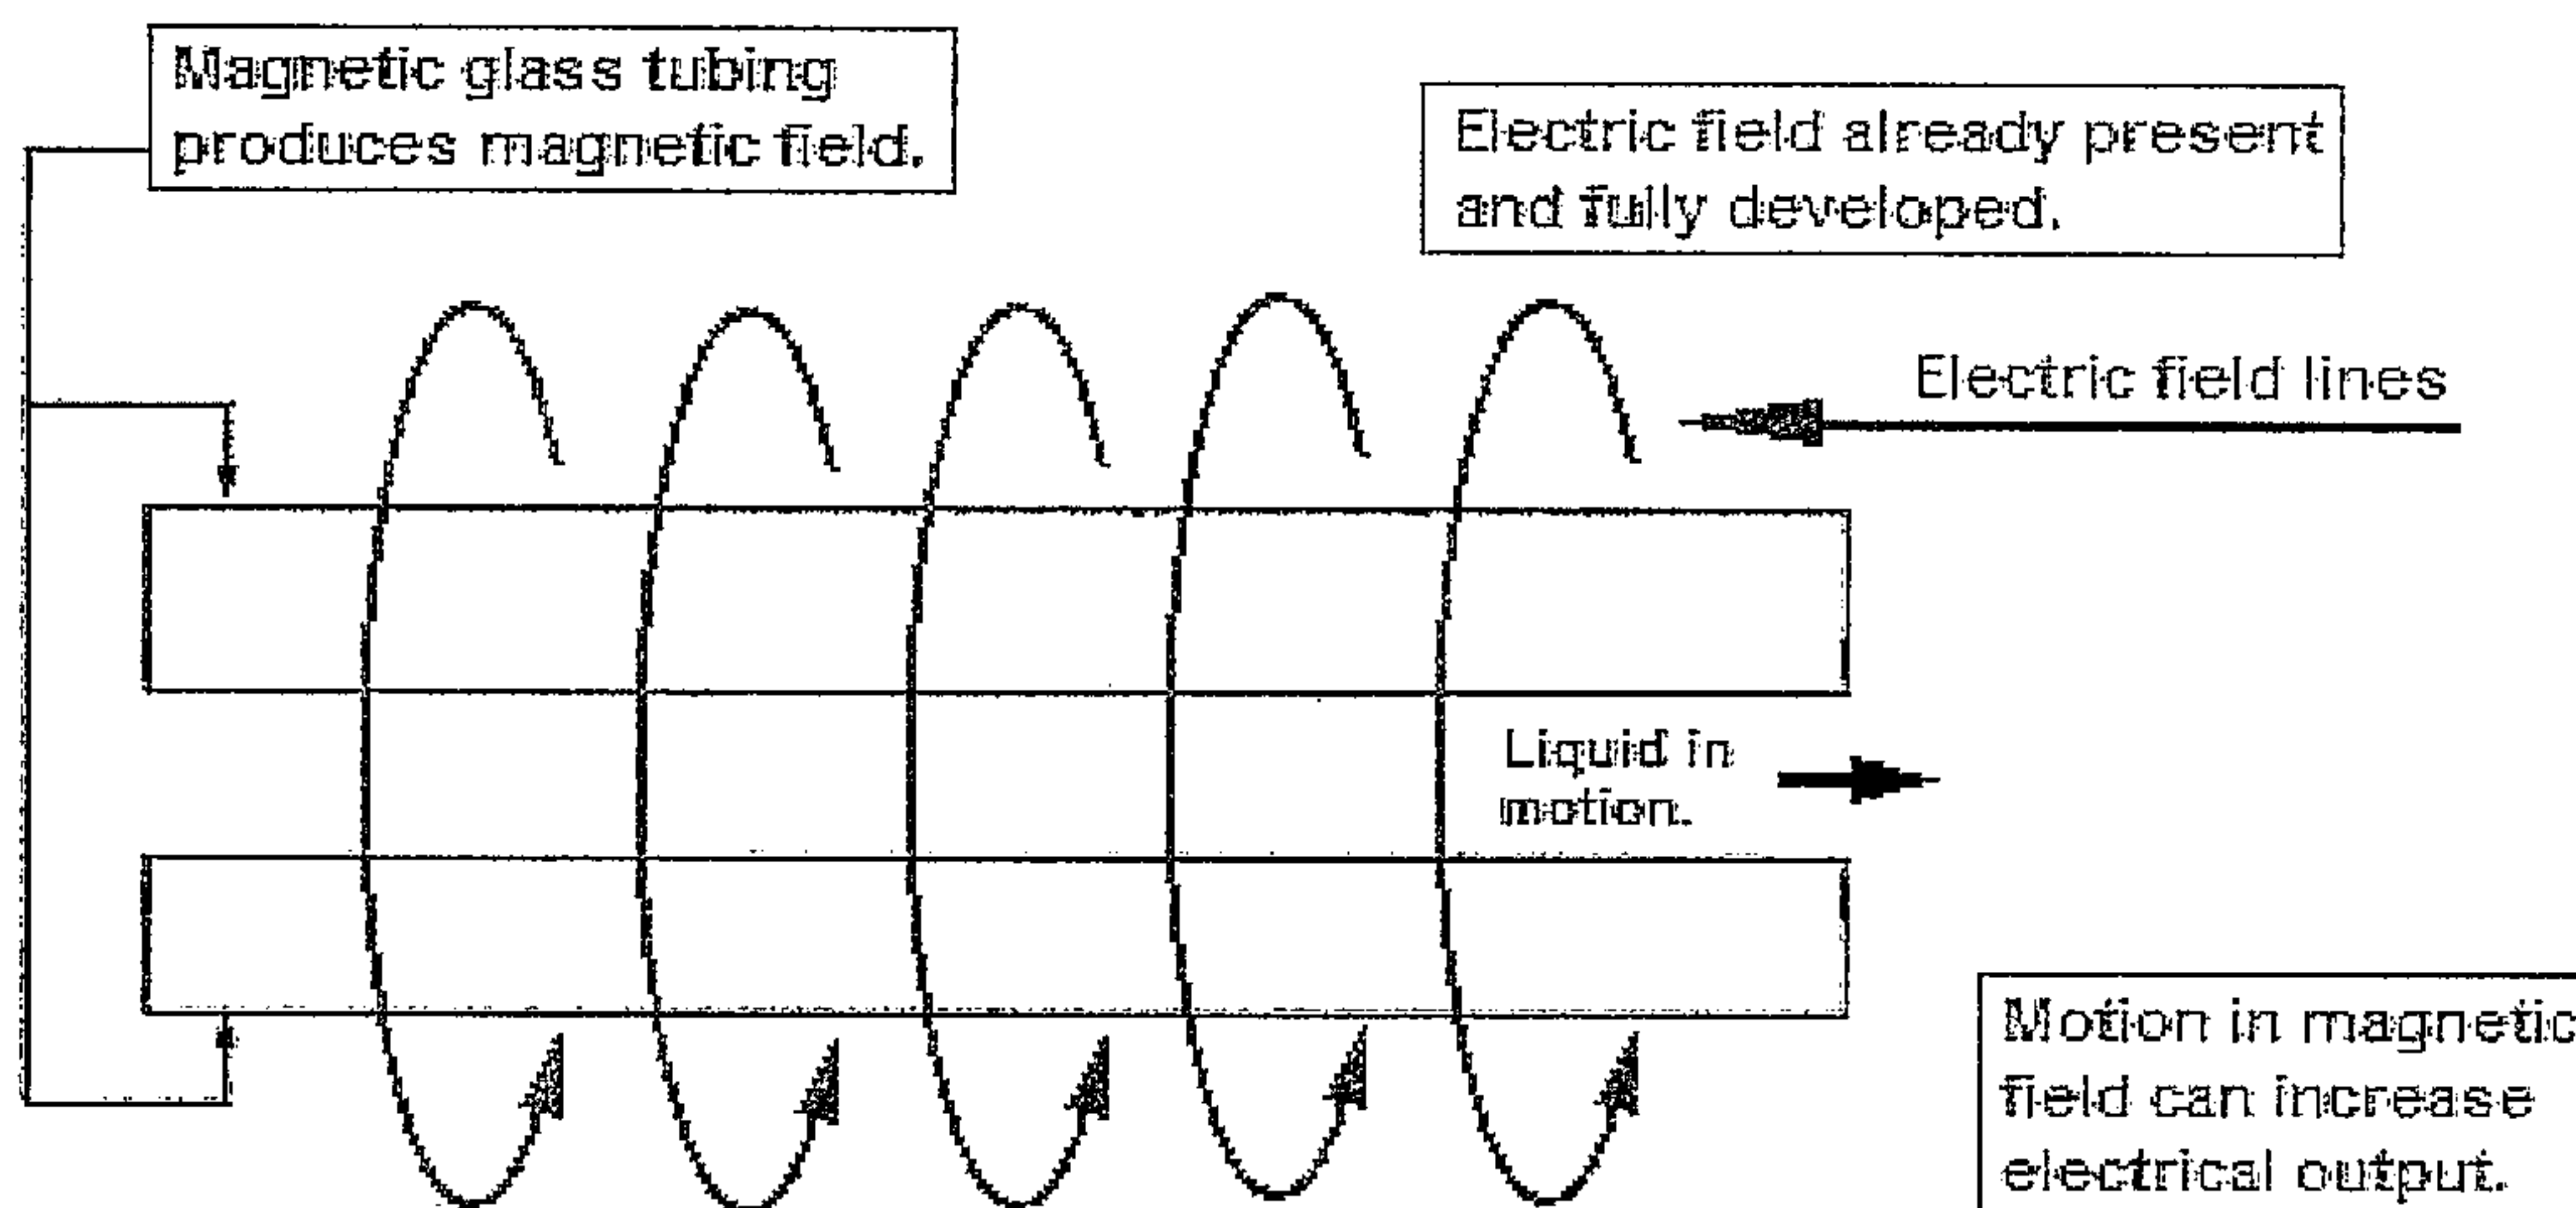 Magnetic glass tubing
produces magnetic field.
Electric field already present
and fully developed.
Electric field lines
Liquid in
motion.
Motion in magnetic
field can increase
electrical output.